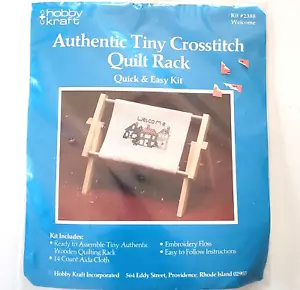 hobby
kraft
Kit #2388
Welcome
Authentic Tiny Crosstitch
Quilt Rack
Quick & Easy Kit
Welcome
Kit Includes:
• Ready to Assemble Tiny Authentic
Wooden Quilting Rack
• 14 Count Aida Cloth
• Embroidery Floss
• Easy to Follow Instructions
Hobby Kraft Incorporated 564 Eddy Street, Providence, Rhode Island 02903